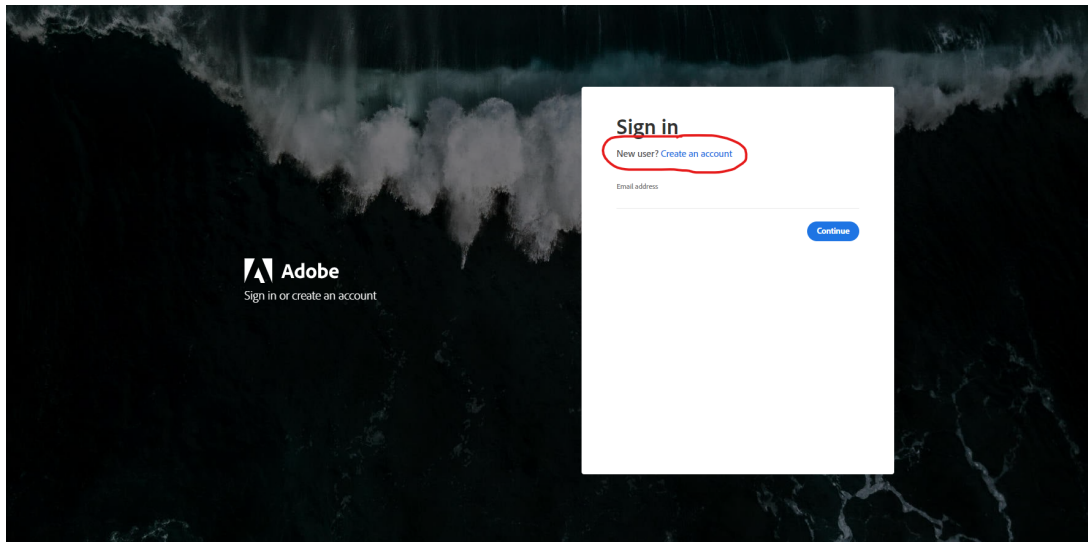 Adobe
Sign in or create an account
Sign in
New user? Create an account
Email address
Continue